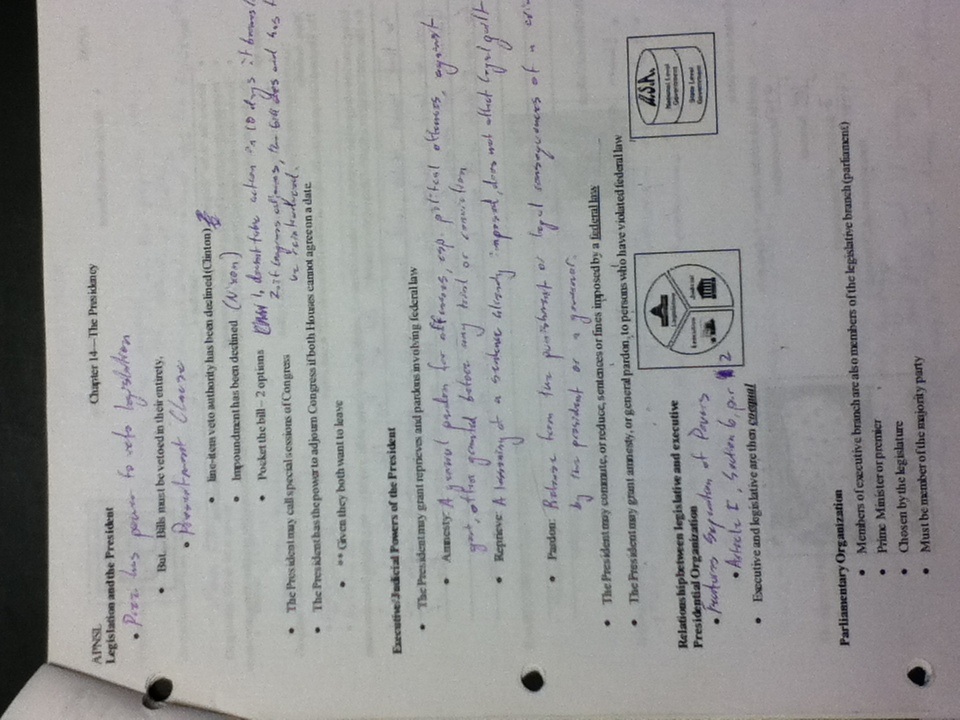 APNSL
Chapter 14—The Presidency
Legislation and the President
• Prez has power to veto legislation
• But. Bills must be vetoed in their entirety.
• Presentment Clause
• line-item veto authority has been declined (Clinton)
• Impoundment has been declined (Nixon)
• Pocket the bill – 2 options 1. doesnt take action in 10 days it becomes
2. if Congress adjourns, the bill dies and has
be reintroduced.
• The President may call special sessions of Congress
• The President has the power to adjourn Congress if both Houses cannot agree on a date.
• ** Given they both want to leave
Executive/Judicial Powers of the President
• The President may grant reprieves and pardons involving federal law
• Amnesty: A general pardon for offenses, esp. political offenses, against
govt, often granted before any trial or conviction
• Reprieve: A lessening of a sentence already imposed, does not affect legal guilt
• Pardon: Release from the punishment or legal consequences of a
by the president or a governor.
• The President may commute, or reduce, sentences or fines imposed by a federal law
• The President may grant amnesty, or general pardon, to persons who have violated federal law
Legislative
Executive Judicial
U.S.A.
National Level
Government
State Level
Government
Relationship between legislative and executive
Presidential Organization
• Features Separation of Powers
• Article I, Section 6, par 2
• Executive and legislative are then coequal
Parliamentary Organization
• Members of executive branch are also members of the legislative branch (parliament)
• Prime Minister or premier
• Chosen by the legislature
• Must be member of the majority party